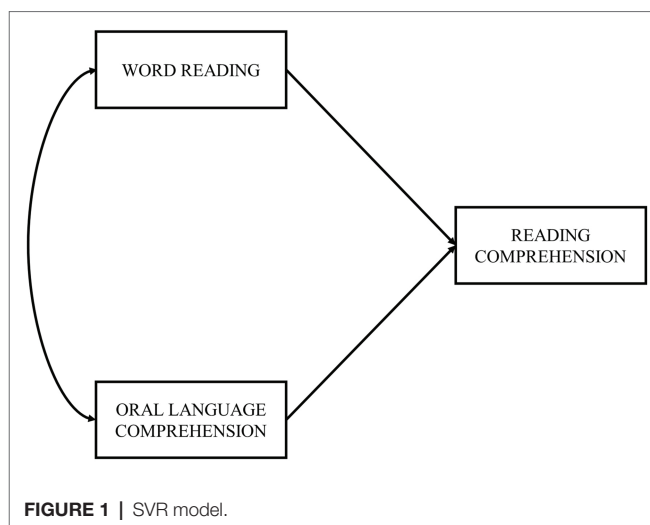 WORD READING
READING
COMPREHENSION
ORAL LANGUAGE
COMPREHENSION
FIGURE 1 | SVR model.